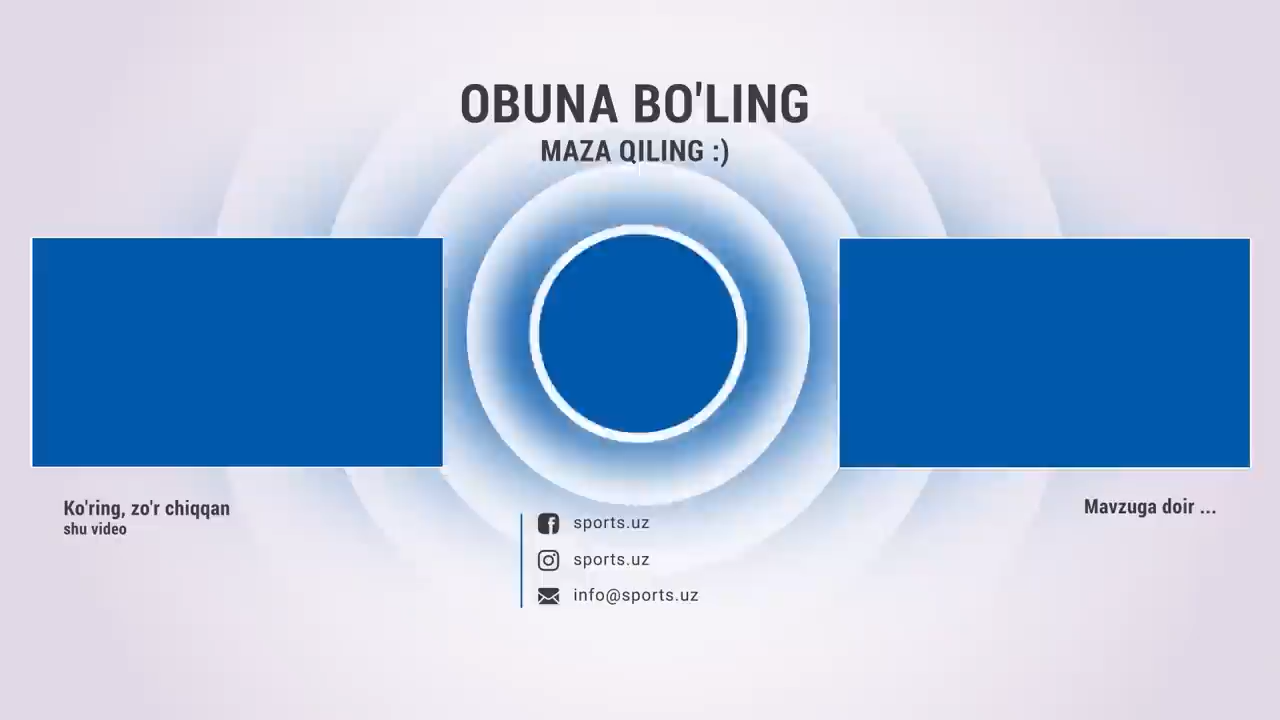 OBUNA BO'LING
MAZA QILING :)
Ko'ring, zo'r chiqqan
shu video
Mavzuga doir ...
sports.uz
sports.uz
info@sports.uz